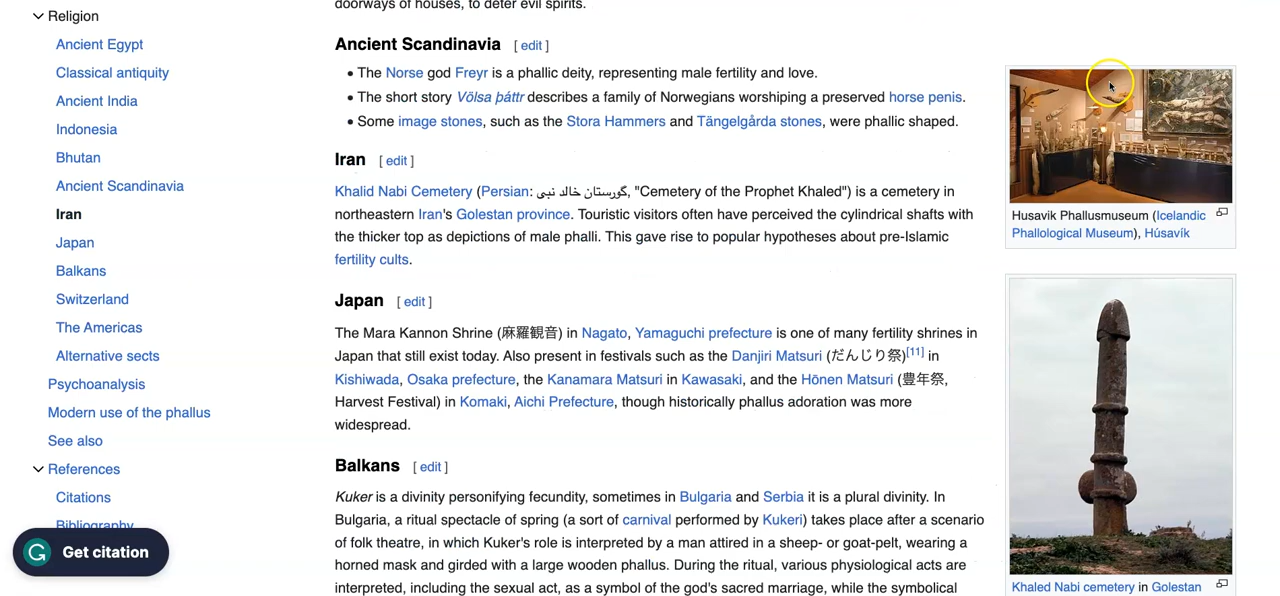 Religion
Ancient Egypt
Classical antiquity
Ancient India
Indonesia
Bhutan
Ancient Scandinavia
Iran
Japan
Balkans
Switzerland
The Americas
Alternative sects
Psychoanalysis
Modern use of the phallus
See also
References
Citations
Bibliography
Get citation
doorways of houses, to deter evil spirits.
Ancient Scandinavia [ edit ]
• The Norse god Freyr is a phallic deity, representing male fertility and love.
• The short story Völsa þáttr describes a family of Norwegians worshiping a preserved horse penis.
• Some image stones, such as the Stora Hammers and Tängelgårda stones, were phallic shaped.
Iran [ edit ]
Khalid Nabi Cemetery (Persian: گورستان خالد نبی, "Cemetery of the Prophet Khaled") is a cemetery in
northeastern Iran's Golestan province. Touristic visitors often have perceived the cylindrical shafts with
the thicker top as depictions of male phalli. This gave rise to popular hypotheses about pre-Islamic
fertility cults.
Japan [ edit ]
The Mara Kannon Shrine (麻羅観音) in Nagato, Yamaguchi prefecture is one of many fertility shrines in
Japan that still exist today. Also present in festivals such as the Danjiri Matsuri (だんじり祭)[11] in
Kishiwada, Osaka prefecture, the Kanamara Matsuri in Kawasaki, and the Hōnen Matsuri (豊年祭,
Harvest Festival) in Komaki, Aichi Prefecture, though historically phallus adoration was more
widespread.
Balkans [ edit ]
Kuker is a divinity personifying fecundity, sometimes in Bulgaria and Serbia it is a plural divinity. In
Bulgaria, a ritual spectacle of spring (a sort of carnival performed by Kukeri) takes place after a scenario
of folk theatre, in which Kuker's role is interpreted by a man attired in a sheep- or goat-pelt, wearing a
horned mask and girded with a large wooden phallus. During the ritual, various physiological acts are
interpreted, including the sexual act, as a symbol of the god's sacred marriage, while the symbolical
Husavik Phallusmuseum (Icelandic
Phallological Museum), Húsavík
Khaled Nabi cemetery in Golestan